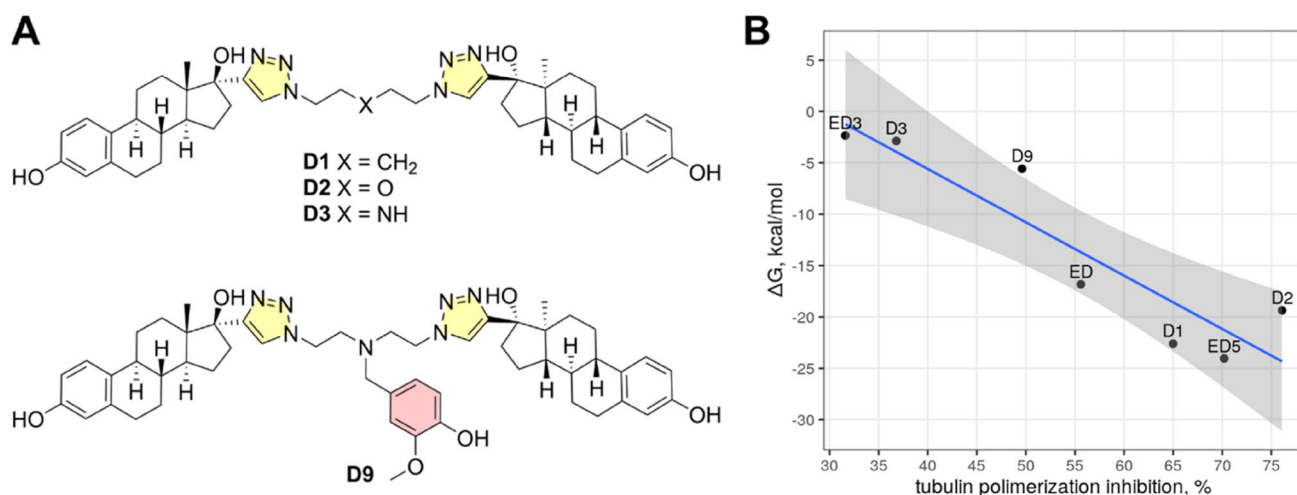 A
OH N N
N
N N HO
N
X
H
H
H
H
H
H
HO
OH
D1 X = CH2
D2 X = O
D3 X = NH
OH N N
N
N N HO
N
N
H
H
H
H
H
H
HO
OH
OH
O
D9
B
5
0
-5
-10
-15
-20
-25
-30
ΔG, kcal/mol
ED3
D3
D9
ED
D2
D1
ED5
30 35 40 45 50 55 60 65 70 75
tubulin polimerization inhibition, %